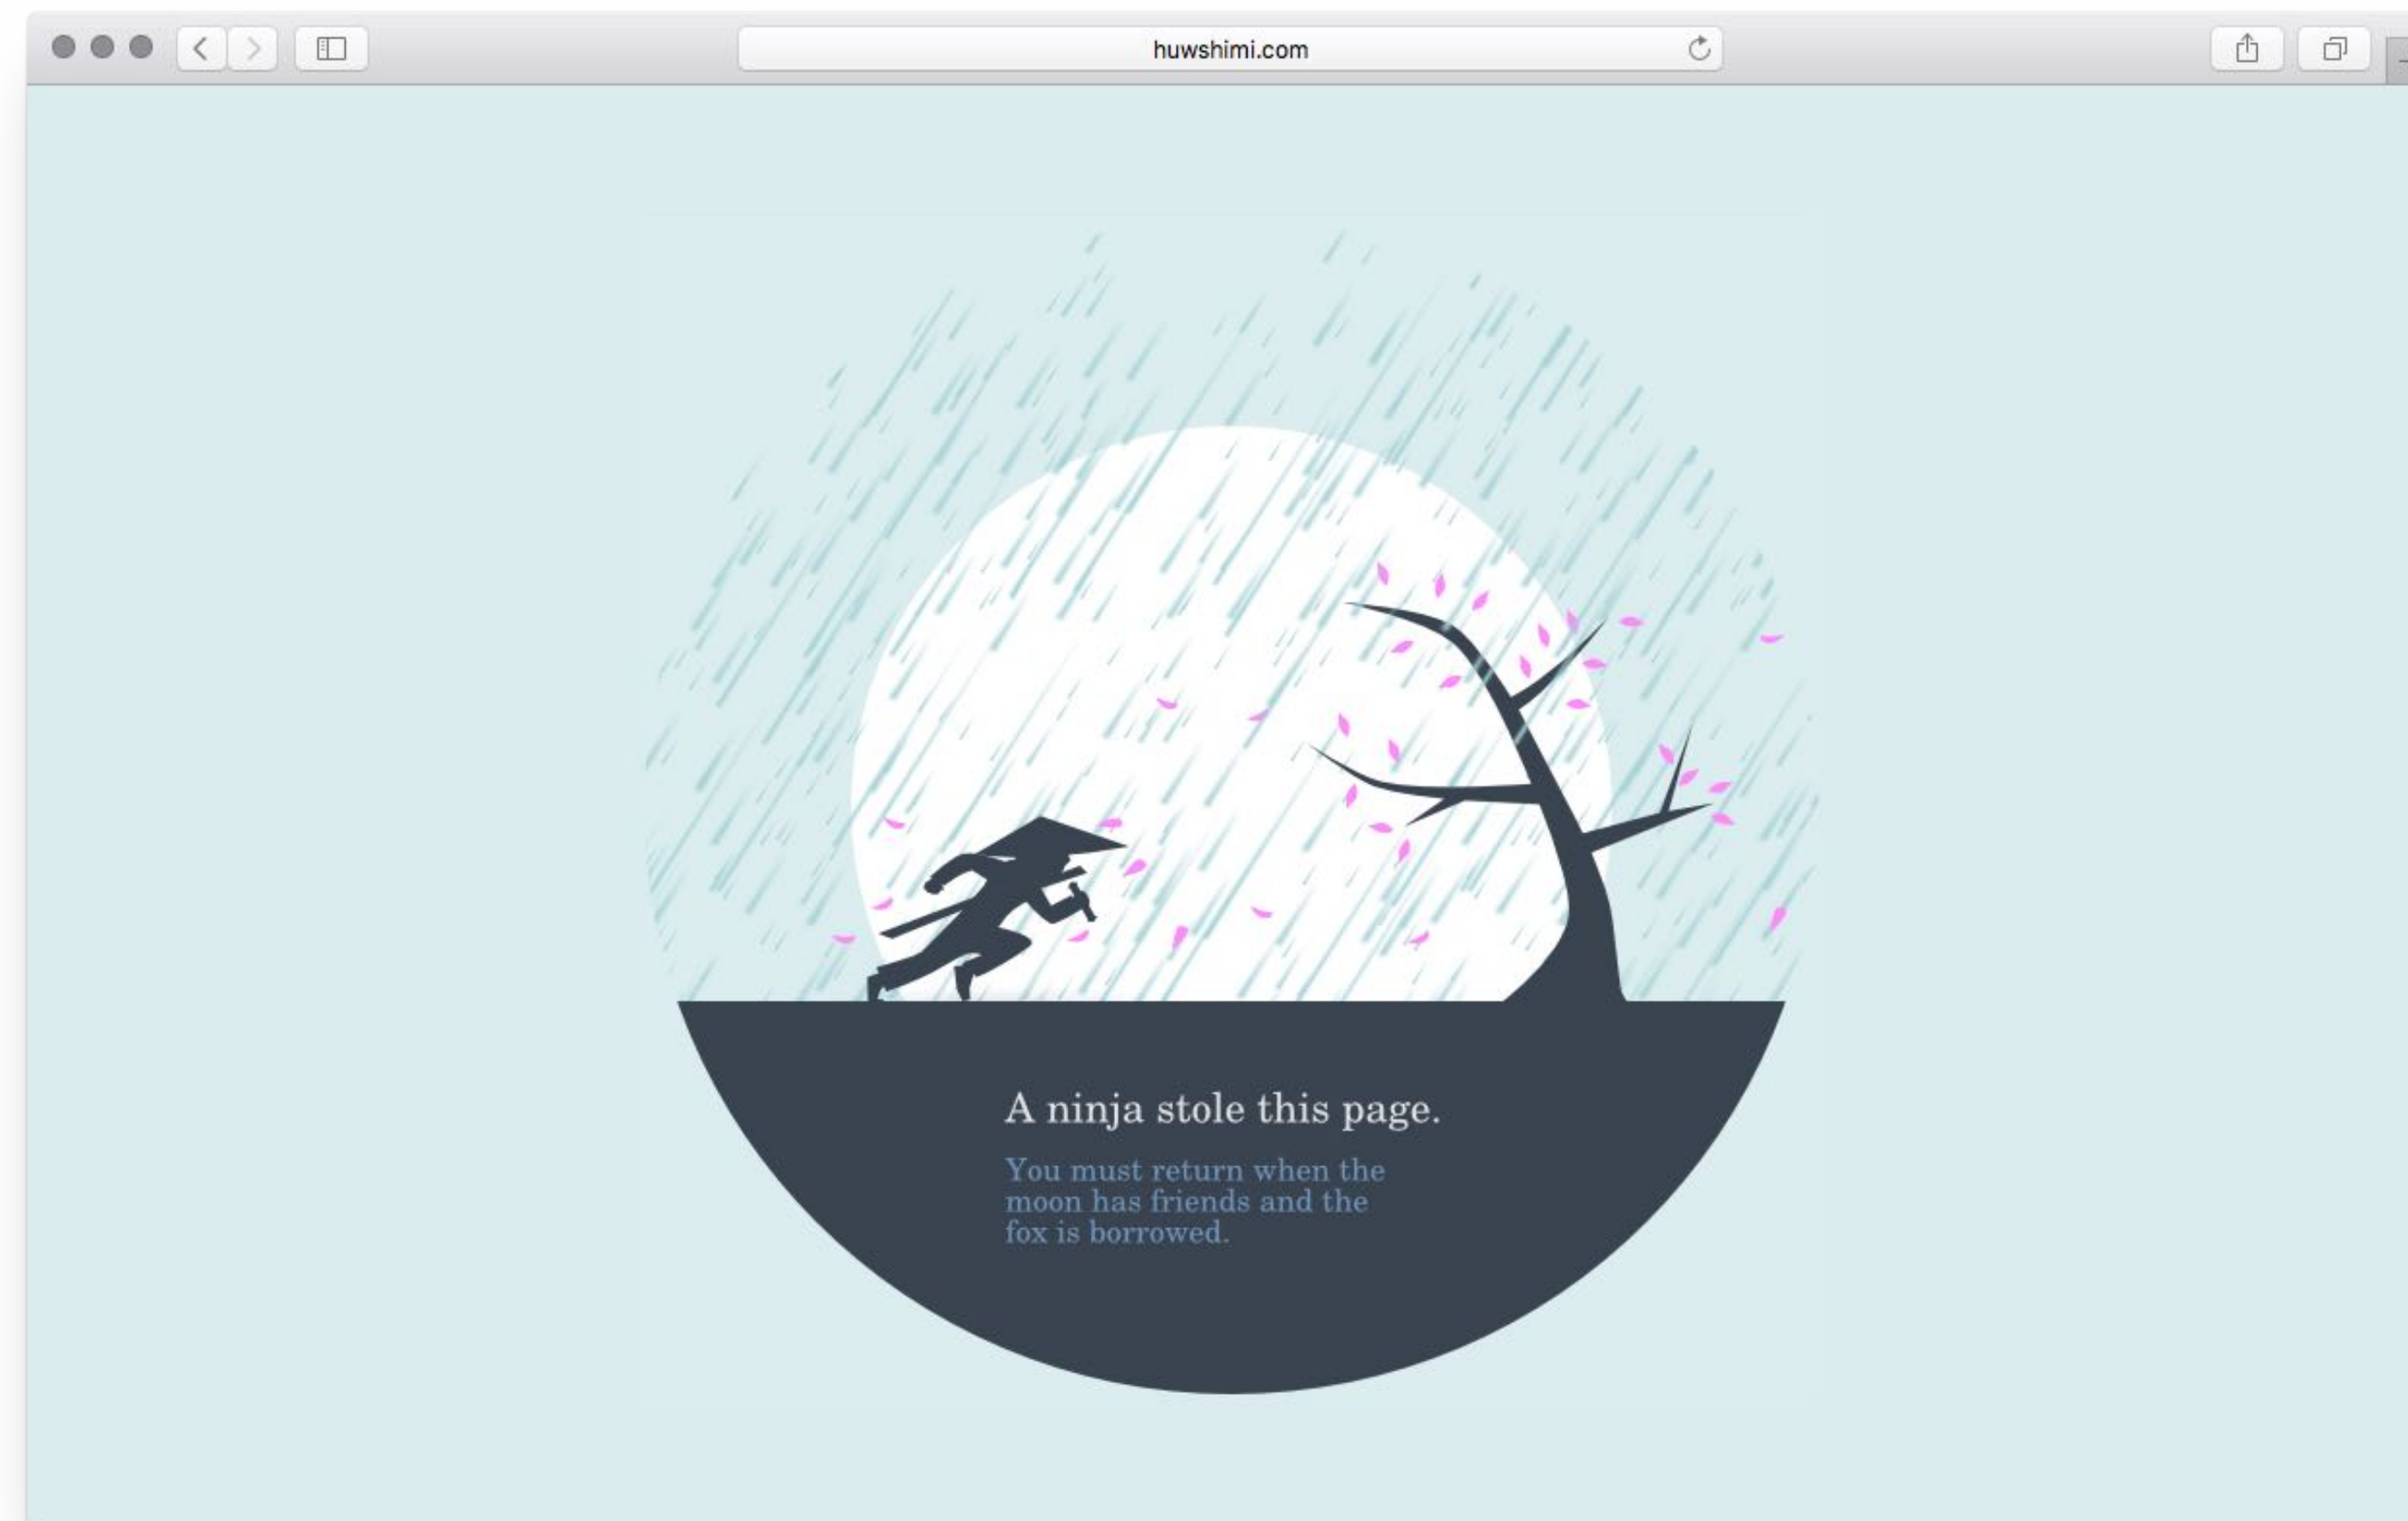 huwshimi.com
A ninja stole this page.
You must return when the
moon has friends and the
fox is borrowed.